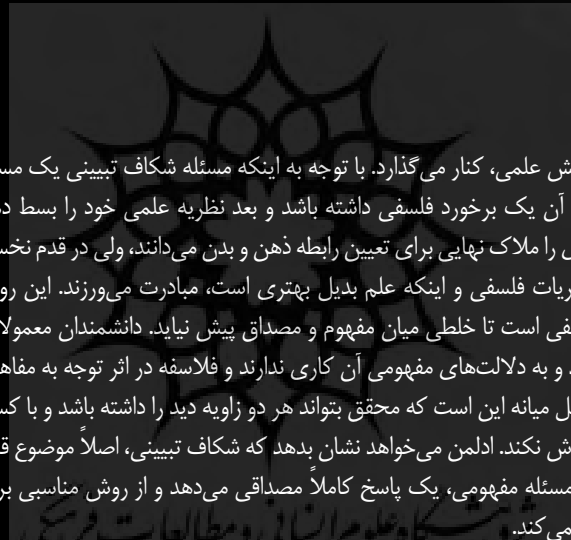 ش علمی، کنار می‌گذارد. با توجه به اینکه مسئله شکاف تبیینی یک مس
آن یک برخورد فلسفی داشته باشد و بعد نظریه علمی خود را بسط د
را ملاک نهایی برای تعیین رابطه ذهن و بدن می‌دانند، ولی در قدم نخس
ریات فلسفی و اینکه علم بدیل بهتری است، مبادرت می‌ورزند. این رو
فی است تا خلطی میان مفهوم و مصداق پیش نیاید. دانشمندان معمولا
و به دلالت‌های مفهومی آن کاری ندارند و فلاسفه در اثر توجه به مفاه
ل میانه این است که محقق بتواند هر دو زاویه دید را داشته باشد و با کس
ش نکند. ادلمن می‌خواهد نشان بدهد که شکاف تبیینی، اصلاً موضوع ق
مسئله مفهومی، یک پاسخ کاملاً مصداقی می‌دهد و از روش مناسبی بر
می‌کند.
پژوهشگاه علوم انسانی و مطالعات فرهنگی